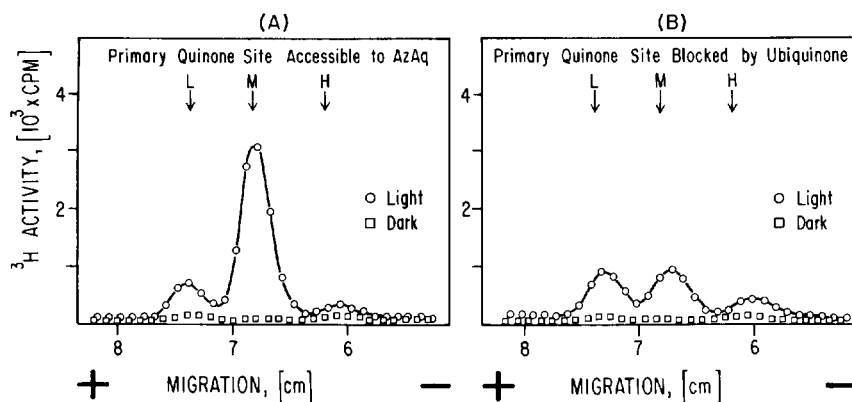 (A)
Primary Quinone Site Accessible to AzAq
L M H
4
2
³H ACTIVITY, [10³ x CPM]
○ Light
□ Dark
8 7 6
+ MIGRATION, [cm] −
(B)
Primary Quinone Site Blocked by Ubiquinone
L M H
4
2
○ Light
□ Dark
8 7 6
+ MIGRATION, [cm] −